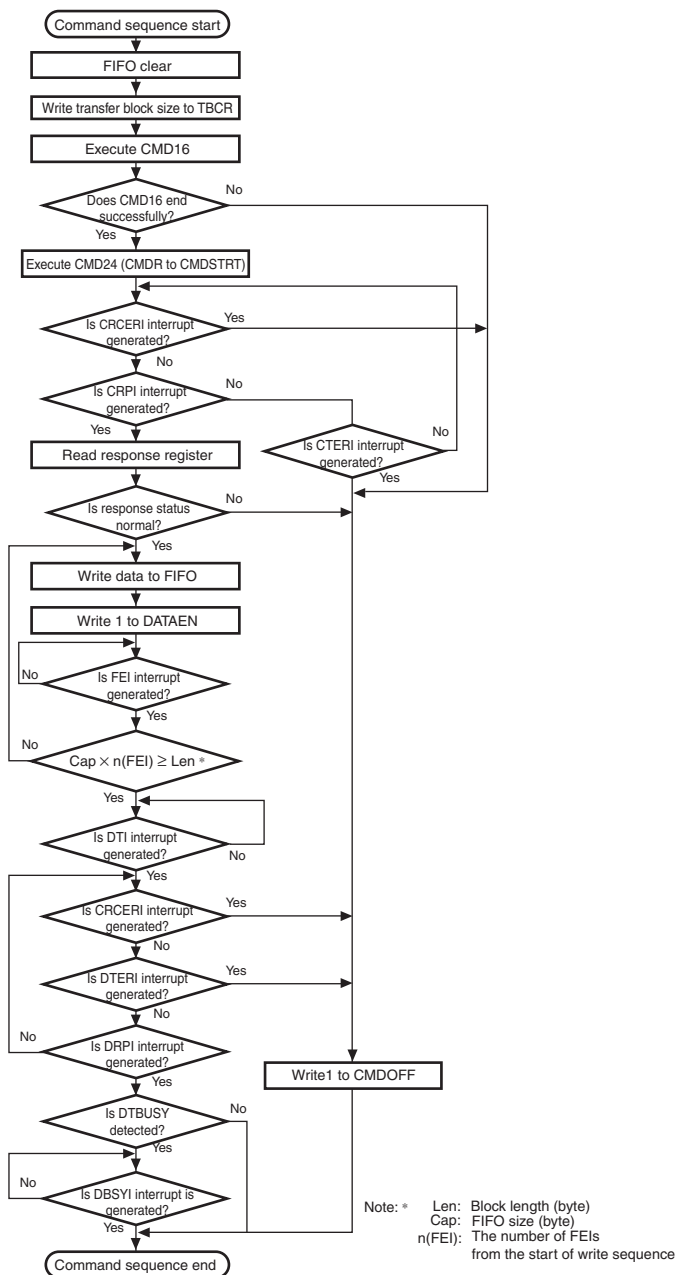 Command sequence start
FIFO clear
Write transfer block size to TBCR
Execute CMD16
No
Does CMD16 end
successfully?
Yes
Execute CMD24 (CMDR to CMDSTRT)
Is CRCERI interrupt
generated?
Yes
No
Is CRPI interrupt
generated?
No
Yes
Is CTERI interrupt
generated?
No
Yes
Read response register
Is response status
normal?
No
Yes
Write data to FIFO
Write 1 to DATAEN
No
Is FEI interrupt
generated?
Yes
No
Cap × n(FEI) ≥ Len *
Yes
Is DTI interrupt
generated?
No
Yes
Is CRCERI interrupt
generated?
Yes
No
Is DTERI interrupt
generated?
Yes
No
No
Is DRPI interrupt
generated?
Yes
Write1 to CMDOFF
Is DTBUSY
detected?
No
Yes
No
Is DBSYI interrupt is
generated?
Yes
Command sequence end
Note: * Len: Block length (byte)
Cap: FIFO size (byte)
n(FEI): The number of FEIs
from the start of write sequence